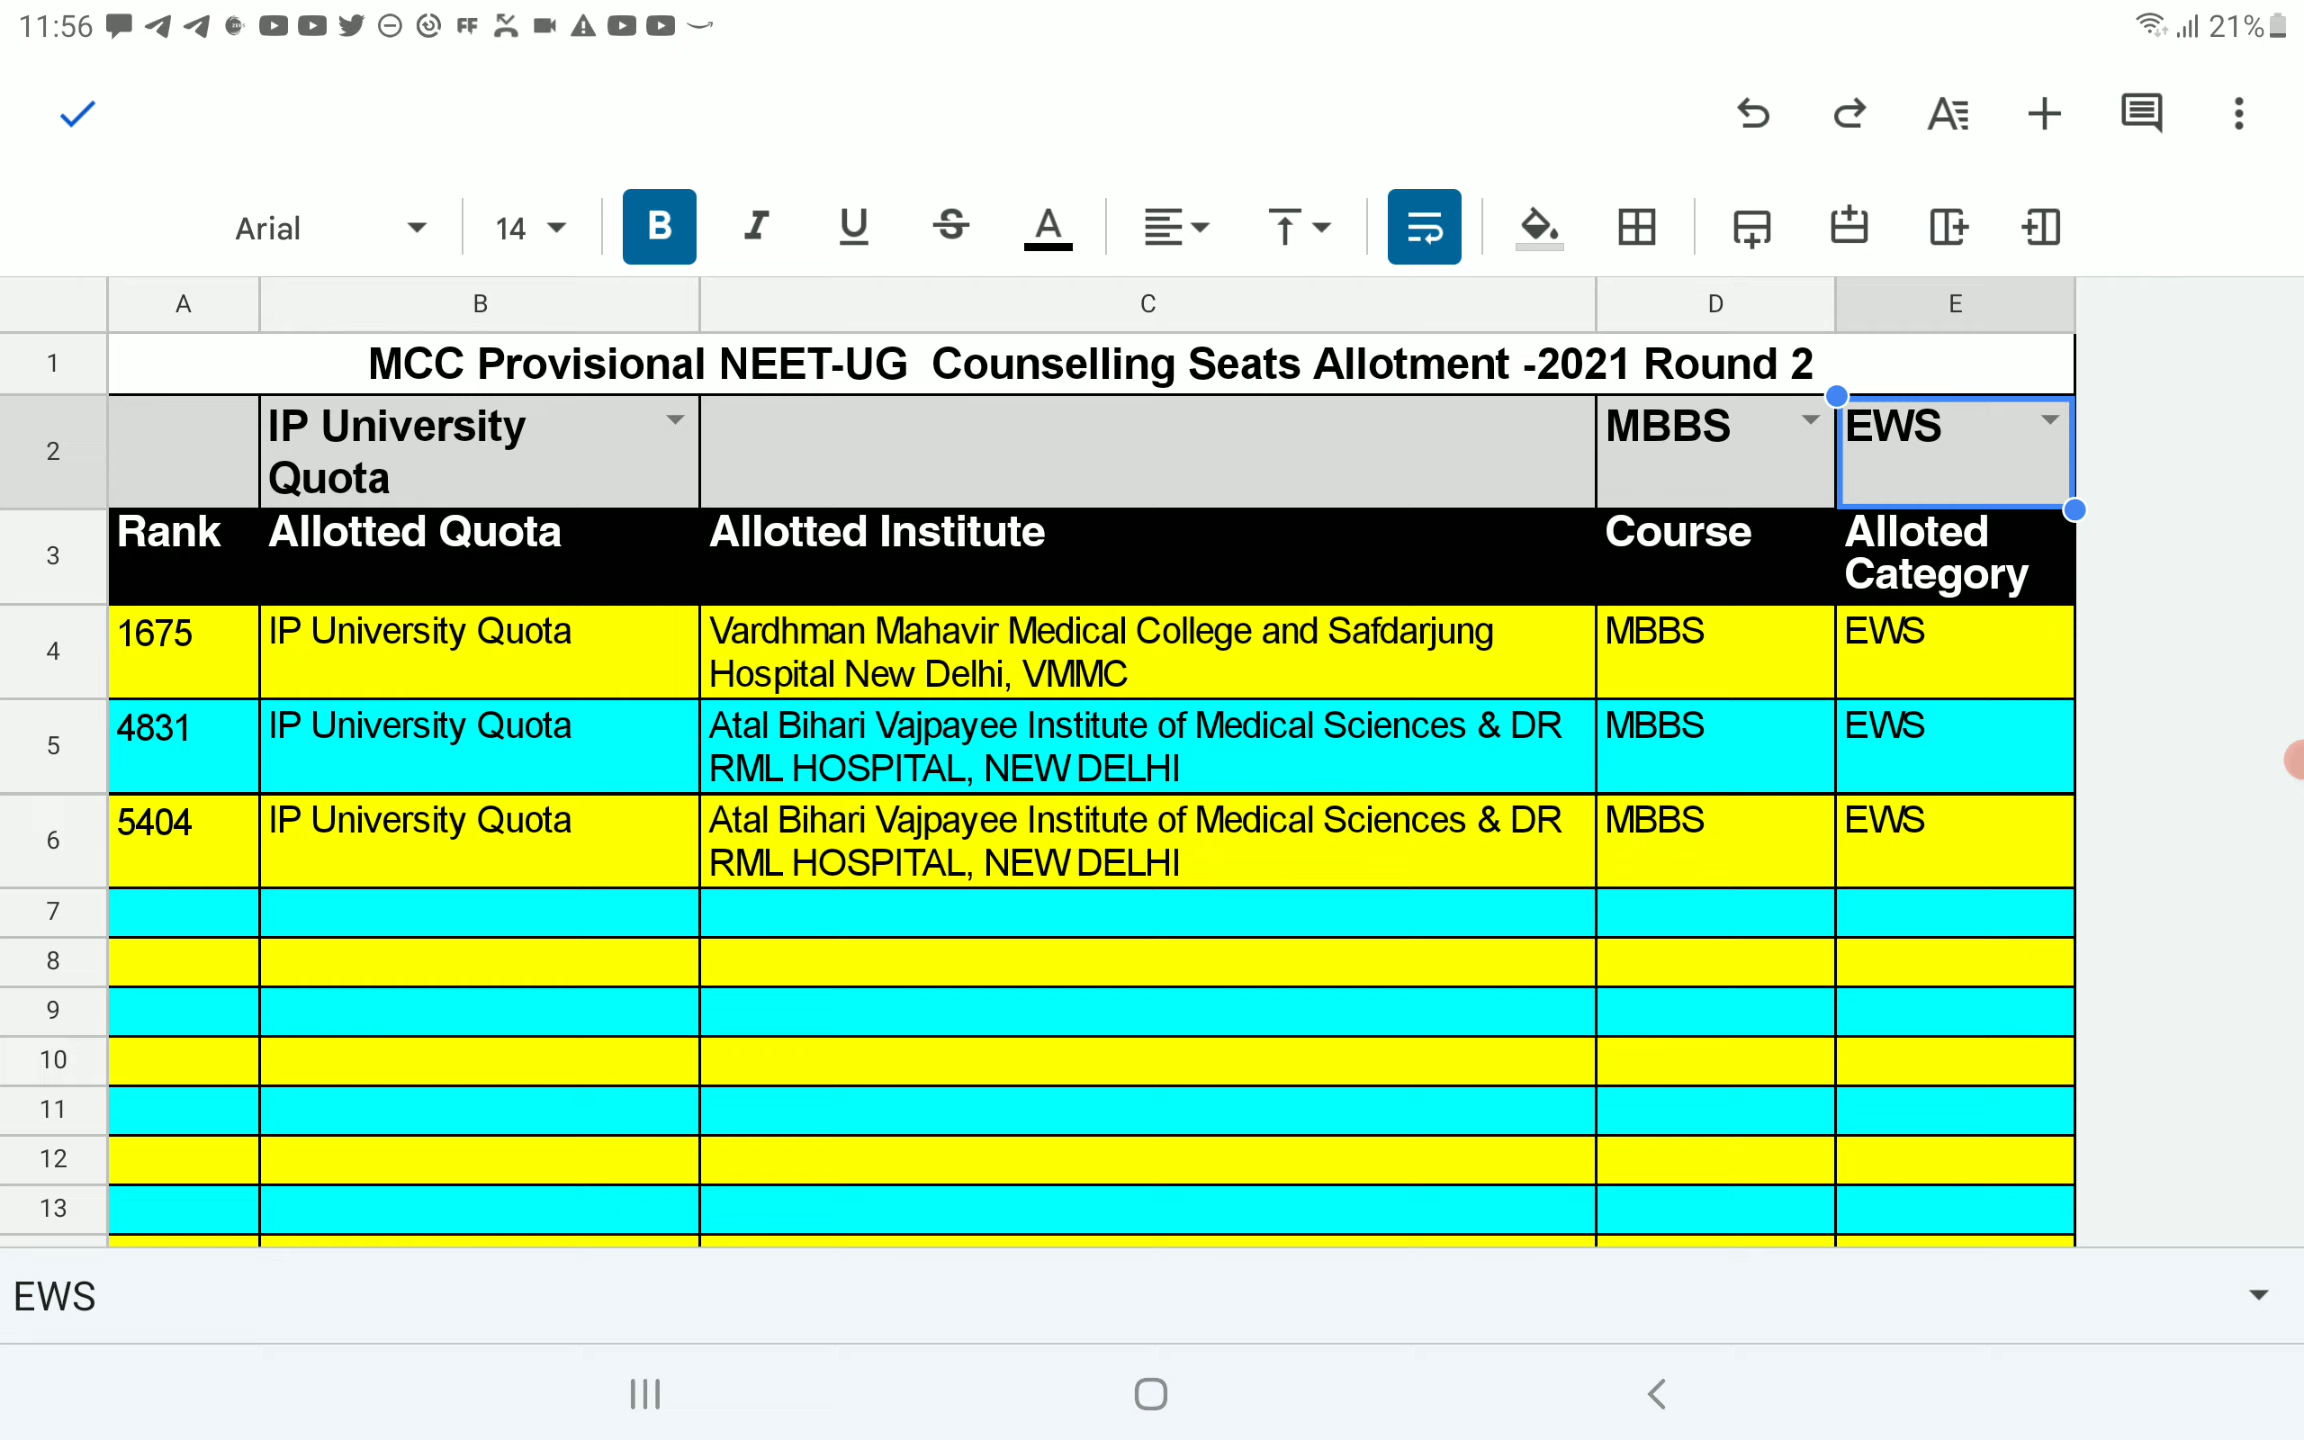 11:56 FF 21%
Arial 14 B I U S A
A B C D E
1 MCC Provisional NEET-UG Counselling Seats Allotment -2021 Round 2
2 IP University Quota MBBS EWS
3 Rank Allotted Quota Allotted Institute Course Alloted Category
4 1675 IP University Quota Vardhman Mahavir Medical College and Safdarjung MBBS EWS
Hospital New Delhi, VMMC
5 4831 IP University Quota Atal Bihari Vajpayee Institute of Medical Sciences & DR MBBS EWS
RML HOSPITAL, NEW DELHI
6 5404 IP University Quota Atal Bihari Vajpayee Institute of Medical Sciences & DR MBBS EWS
RML HOSPITAL, NEW DELHI
7
8
9
10
11
12
13
EWS